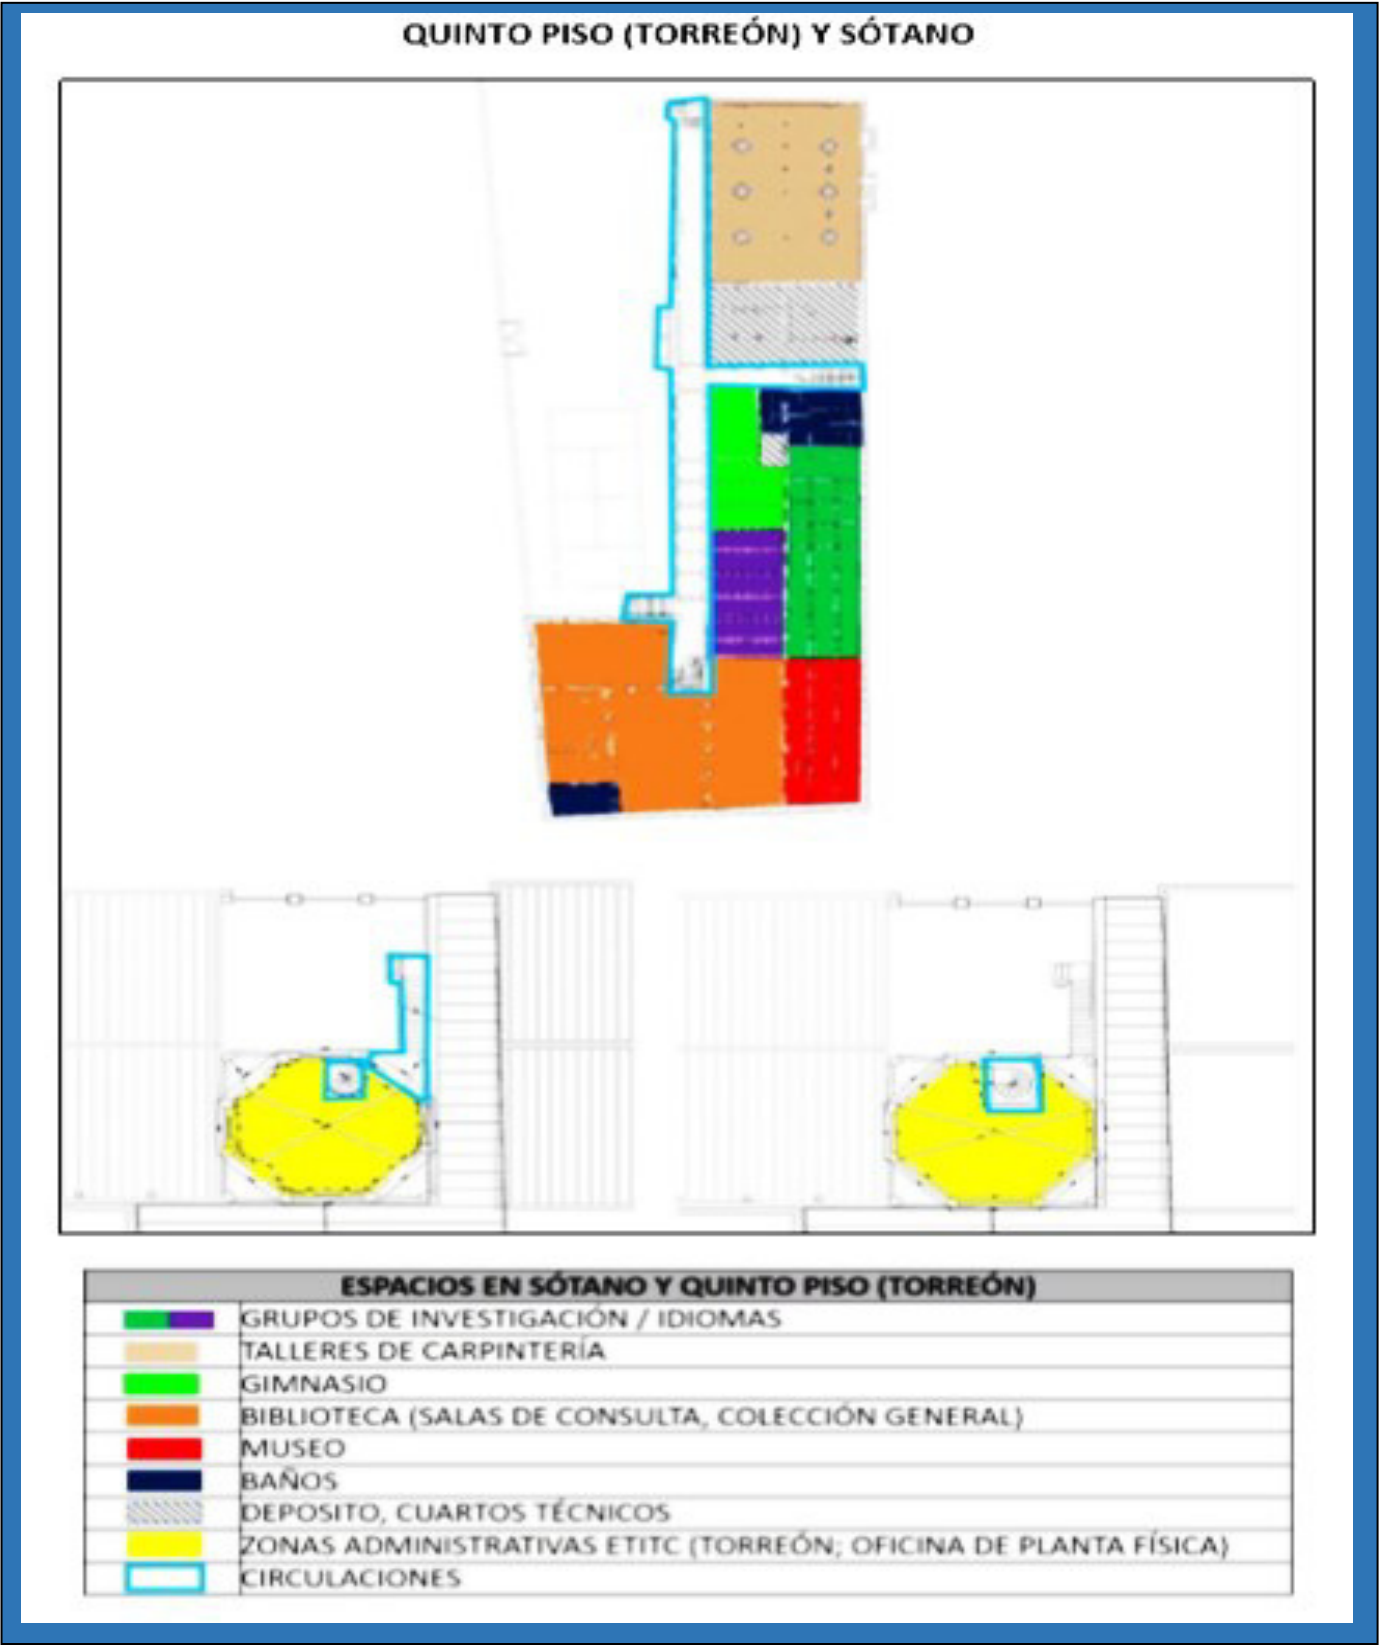 QUINTO PISO (TORREÓN) Y SÓTANO
ESPACIOS EN SÓTANO Y QUINTO PISO (TORREÓN)
GRUPOS DE INVESTIGACIÓN / IDIOMAS
TALLERES DE CARPINTERÍA
GIMNASIO
BIBLIOTECA (SALAS DE CONSULTA, COLECCIÓN GENERAL)
MUSEO
BAÑOS
DEPOSITO, CUARTOS TÉCNICOS
ZONAS ADMINISTRATIVAS ETITC (TORREÓN; OFICINA DE PLANTA FÍSICA)
CIRCULACIONES